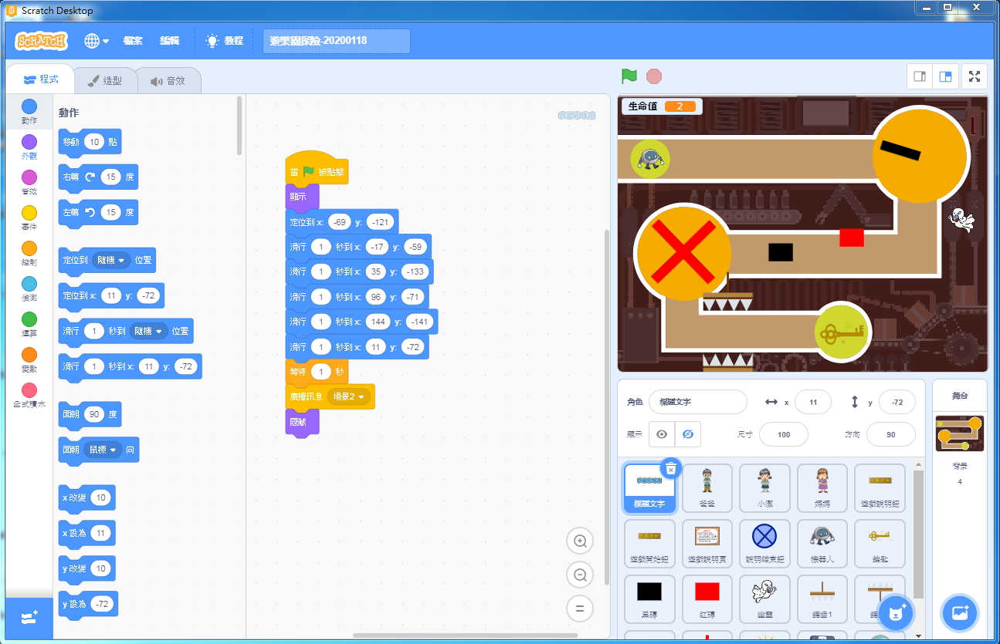 Scratch Desktop
SCRATCH
檔案
編輯
教程
遊樂園探險-20200118
程式
造型
音效
動作
外觀
音效
事件
控制
偵測
運算
變數
函式積木
動作
移動 10 點
右轉 15 度
左轉 15 度
定位到 隨機 位置
定位到 x: 11 y: -72
滑行 1 秒到 隨機 位置
滑行 1 秒到 x: 11 y: -72
面朝 90 度
面朝 鼠標 向
x 改變 10
x 設為 11
y 改變 10
y 設為 -72
當 被點擊
顯示
定位到 x: -69 y: -121
滑行 1 秒到 x: -17 y: -59
滑行 1 秒到 x: 35 y: -133
滑行 1 秒到 x: 96 y: -71
滑行 1 秒到 x: 144 y: -141
滑行 1 秒到 x: 11 y: -72
等待 1 秒
廣播訊息 場景2
隱藏
生命值 2
角色 標題文字 x 11 y -72
顯示 尺寸 100 方向 90
標題文字
爸爸
小潔
媽媽
遊戲說明鈕
遊戲開始鈕
遊戲說明頁
說明結束鈕
機器人
鑰匙
黑磚
紅磚
幽靈
鋸齒1
舞台
背景
4